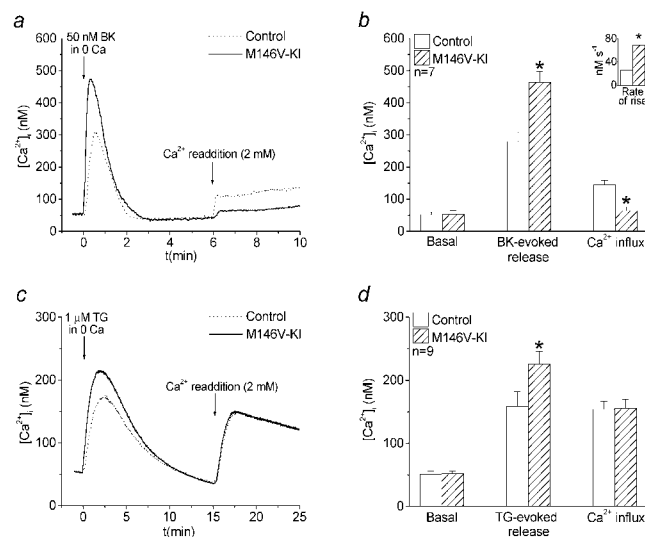 a
50 nM BK
in 0 Ca
Control
M146V-KI
Ca²⁺ readdition (2 mM)
[Ca²⁺]ᵢ (nM)
600
500
400
300
200
100
0
0 2 4 6 8 10
t(min)
b
Control
M146V-KI
n=7
*
*
[Ca²⁺]ᵢ (nM)
600
500
400
300
200
100
0
Basal
BK-evoked
release
Ca²⁺ influx
nM s⁻¹
80
40
0
*
Rate
of rise
c
1 µM TG
in 0 Ca
Control
M146V-KI
Ca²⁺ readdition (2 mM)
[Ca²⁺]ᵢ (nM)
300
200
100
0
0 5 10 15 20 25
t(min)
d
Control
M146V-KI
n=9
*
[Ca²⁺]ᵢ (nM)
300
200
100
0
Basal
TG-evoked
release
Ca²⁺ influx